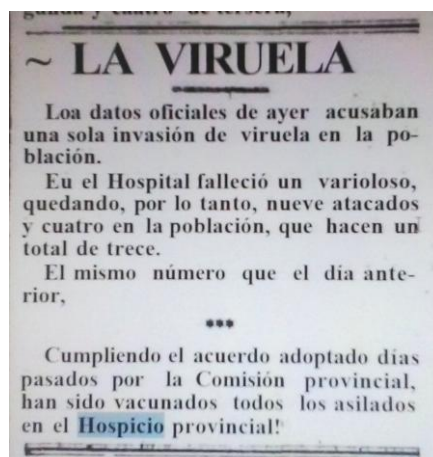 ~ LA VIRUELA
Loa datos oficiales de ayer acusaban
una sola invasión de viruela en la po-
blación.
Eu el Hospital falleció un varioloso,
quedando, por lo tanto, nueve atacados
y cuatro en la población, que hacen un
total de trece.
El mismo número que el día ante-
rior,
***
Cumpliendo el acuerdo adoptado días
pasados por la Comisión provincial,
han sido vacunados todos los asilados
en el Hospicio provincial!